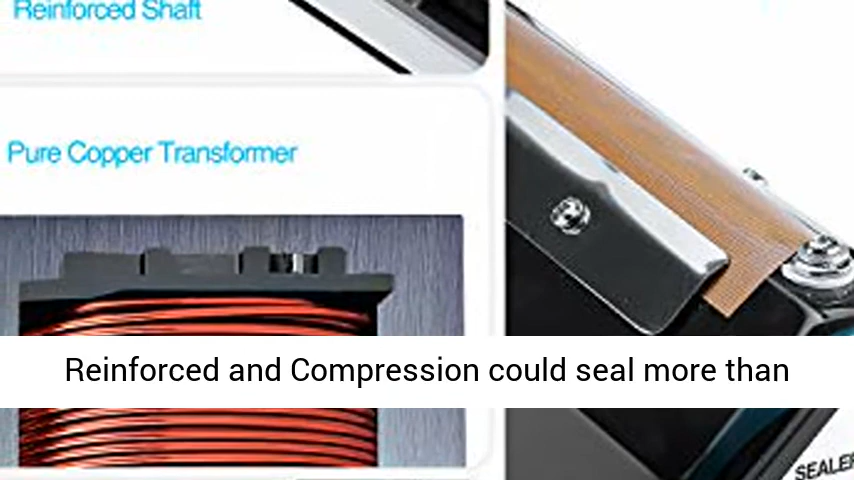 Reinforced Shaft
Pure Copper Transformer
Reinforced and Compression could seal more than